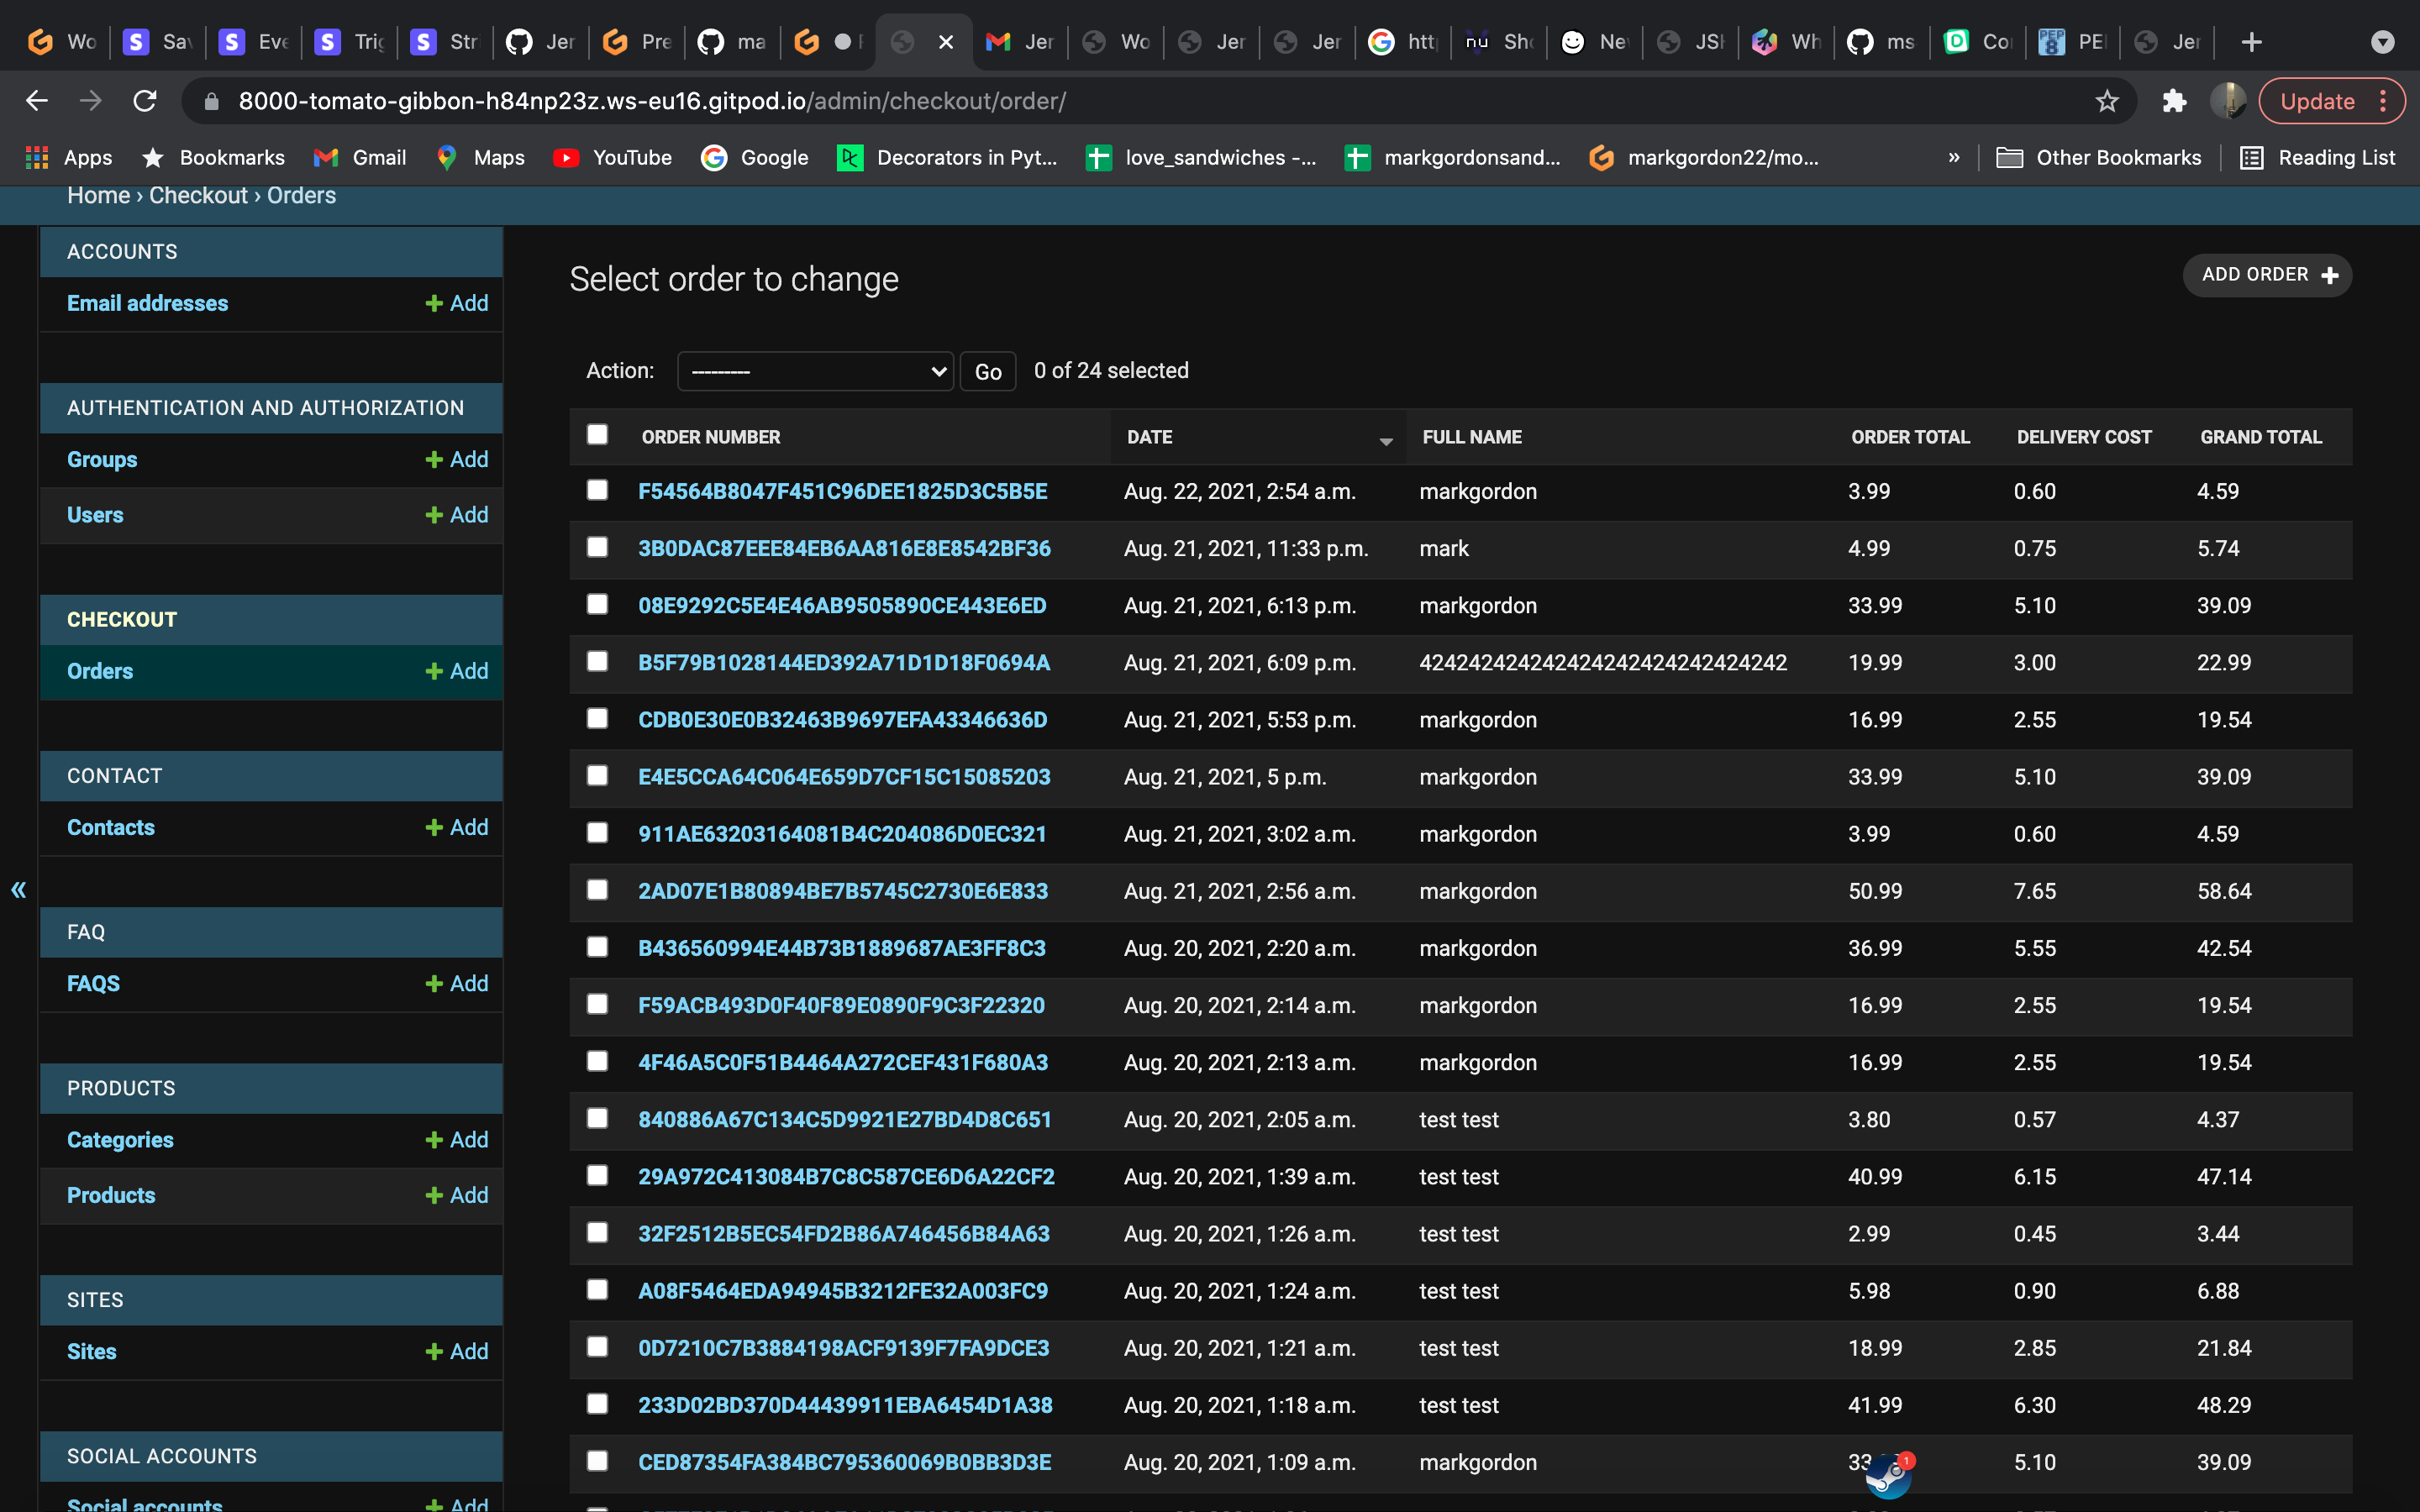 Wo
Sav
Eve
Trig
Str
Jer
Pre
ma
Jer
Wo
Jer
Jer
http
Sho
Ne
JSH
Wh
ms
Co
PEP 8
PE
Jer
8000-tomato-gibbon-h84np23z.ws-eu16.gitpod.io/admin/checkout/order/
Update
Apps
Bookmarks
Gmail
Maps
YouTube
Google
Decorators in Pyt...
love_sandwiches -...
markgordonsand...
markgordon22/mo...
»
Other Bookmarks
Reading List
Home › Checkout › Orders
ACCOUNTS
Email addresses + Add
AUTHENTICATION AND AUTHORIZATION
Groups + Add
Users + Add
CHECKOUT
Orders + Add
CONTACT
Contacts + Add
«
FAQ
FAQS + Add
PRODUCTS
Categories + Add
Products + Add
SITES
Sites + Add
SOCIAL ACCOUNTS
Social accounts + Add
Select order to change
ADD ORDER +
Action: --------- Go 0 of 24 selected
ORDER NUMBER DATE FULL NAME ORDER TOTAL DELIVERY COST GRAND TOTAL
F54564B8047F451C96DEE1825D3C5B5E Aug. 22, 2021, 2:54 a.m. markgordon 3.99 0.60 4.59
3B0DAC87EEE84EB6AA816E8E8542BF36 Aug. 21, 2021, 11:33 p.m. mark 4.99 0.75 5.74
08E9292C5E4E46AB9505890CE443E6ED Aug. 21, 2021, 6:13 p.m. markgordon 33.99 5.10 39.09
B5F79B1028144ED392A71D1D18F0694A Aug. 21, 2021, 6:09 p.m. 42424242424242424242424242424242 19.99 3.00 22.99
CDB0E30E0B32463B9697EFA43346636D Aug. 21, 2021, 5:53 p.m. markgordon 16.99 2.55 19.54
E4E5CCA64C064E659D7CF15C15085203 Aug. 21, 2021, 5 p.m. markgordon 33.99 5.10 39.09
911AE63203164081B4C204086D0EC321 Aug. 21, 2021, 3:02 a.m. markgordon 3.99 0.60 4.59
2AD07E1B80894BE7B5745C2730E6E833 Aug. 21, 2021, 2:56 a.m. markgordon 50.99 7.65 58.64
B436560994E44B73B1889687AE3FF8C3 Aug. 20, 2021, 2:20 a.m. markgordon 36.99 5.55 42.54
F59ACB493D0F40F89E0890F9C3F22320 Aug. 20, 2021, 2:14 a.m. markgordon 16.99 2.55 19.54
4F46A5C0F51B4464A272CEF431F680A3 Aug. 20, 2021, 2:13 a.m. markgordon 16.99 2.55 19.54
840886A67C134C5D9921E27BD4D8C651 Aug. 20, 2021, 2:05 a.m. test test 3.80 0.57 4.37
29A972C413084B7C8C587CE6D6A22CF2 Aug. 20, 2021, 1:39 a.m. test test 40.99 6.15 47.14
32F2512B5EC54FD2B86A746456B84A63 Aug. 20, 2021, 1:26 a.m. test test 2.99 0.45 3.44
A08F5464EDA94945B3212FE32A003FC9 Aug. 20, 2021, 1:24 a.m. test test 5.98 0.90 6.88
0D7210C7B3884198ACF9139F7FA9DCE3 Aug. 20, 2021, 1:21 a.m. test test 18.99 2.85 21.84
233D02BD370D44439911EBA6454D1A38 Aug. 20, 2021, 1:18 a.m. test test 41.99 6.30 48.29
CED87354FA384BC795360069B0BB3D3E Aug. 20, 2021, 1:09 a.m. markgordon 5.10 39.09
1